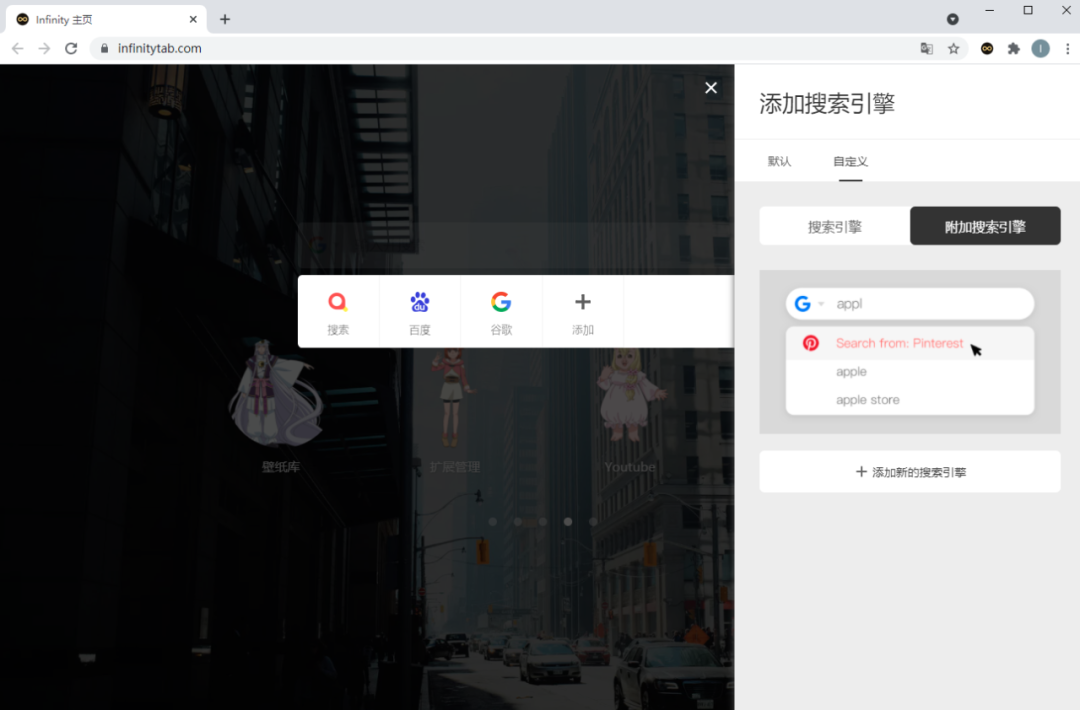 Infinity 主页
infinitytab.com
I
添加搜索引擎
默认
自定义
搜索引擎
附加搜索引擎
appl
Search from: Pinterest
apple
apple store
添加新的搜索引擎
搜索
du
百度
谷歌
添加
壁纸库
扩展管理
Youtube